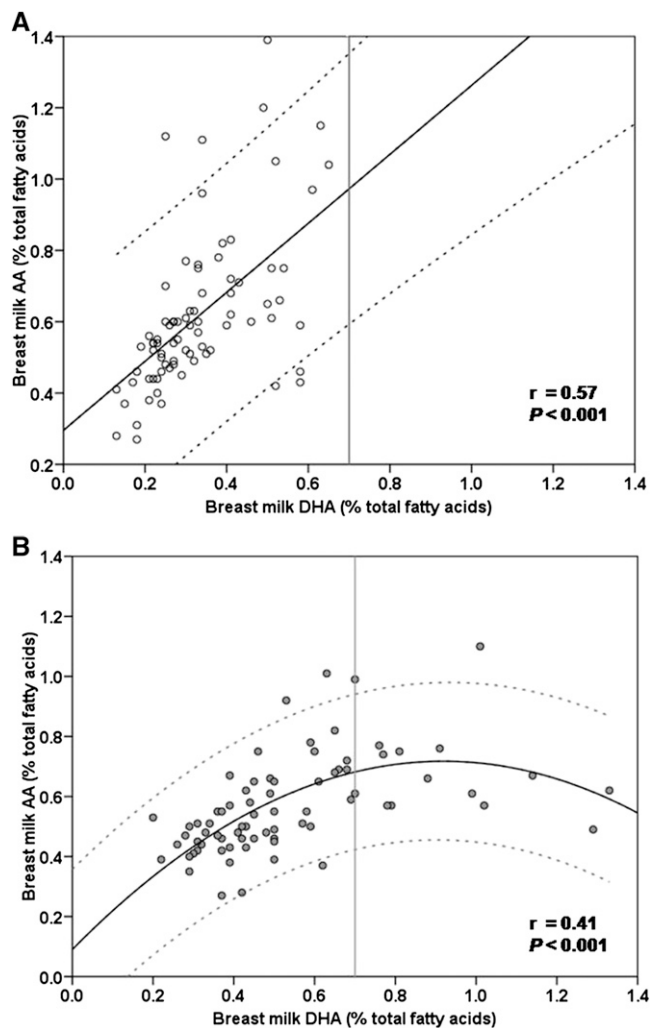 A
1.4
1.2
1.0
0.8
0.6
0.4
0.2
Breast milk AA (% total fatty acids)
r = 0.57
P < 0.001
0.0 0.2 0.4 0.6 0.8 1.0 1.2 1.4
Breast milk DHA (% total fatty acids)
B
1.4
1.2
1.0
0.8
0.6
0.4
0.2
0.0
Breast milk AA (% total fatty acids)
r = 0.41
P < 0.001
0.0 0.2 0.4 0.6 0.8 1.0 1.2 1.4
Breast milk DHA (% total fatty acids)